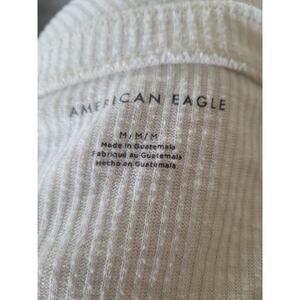 AMERICAN EAGLE
M/M/M
Made in Guatemala
Fabriqué au Guatemala
Hecho en Guatemala